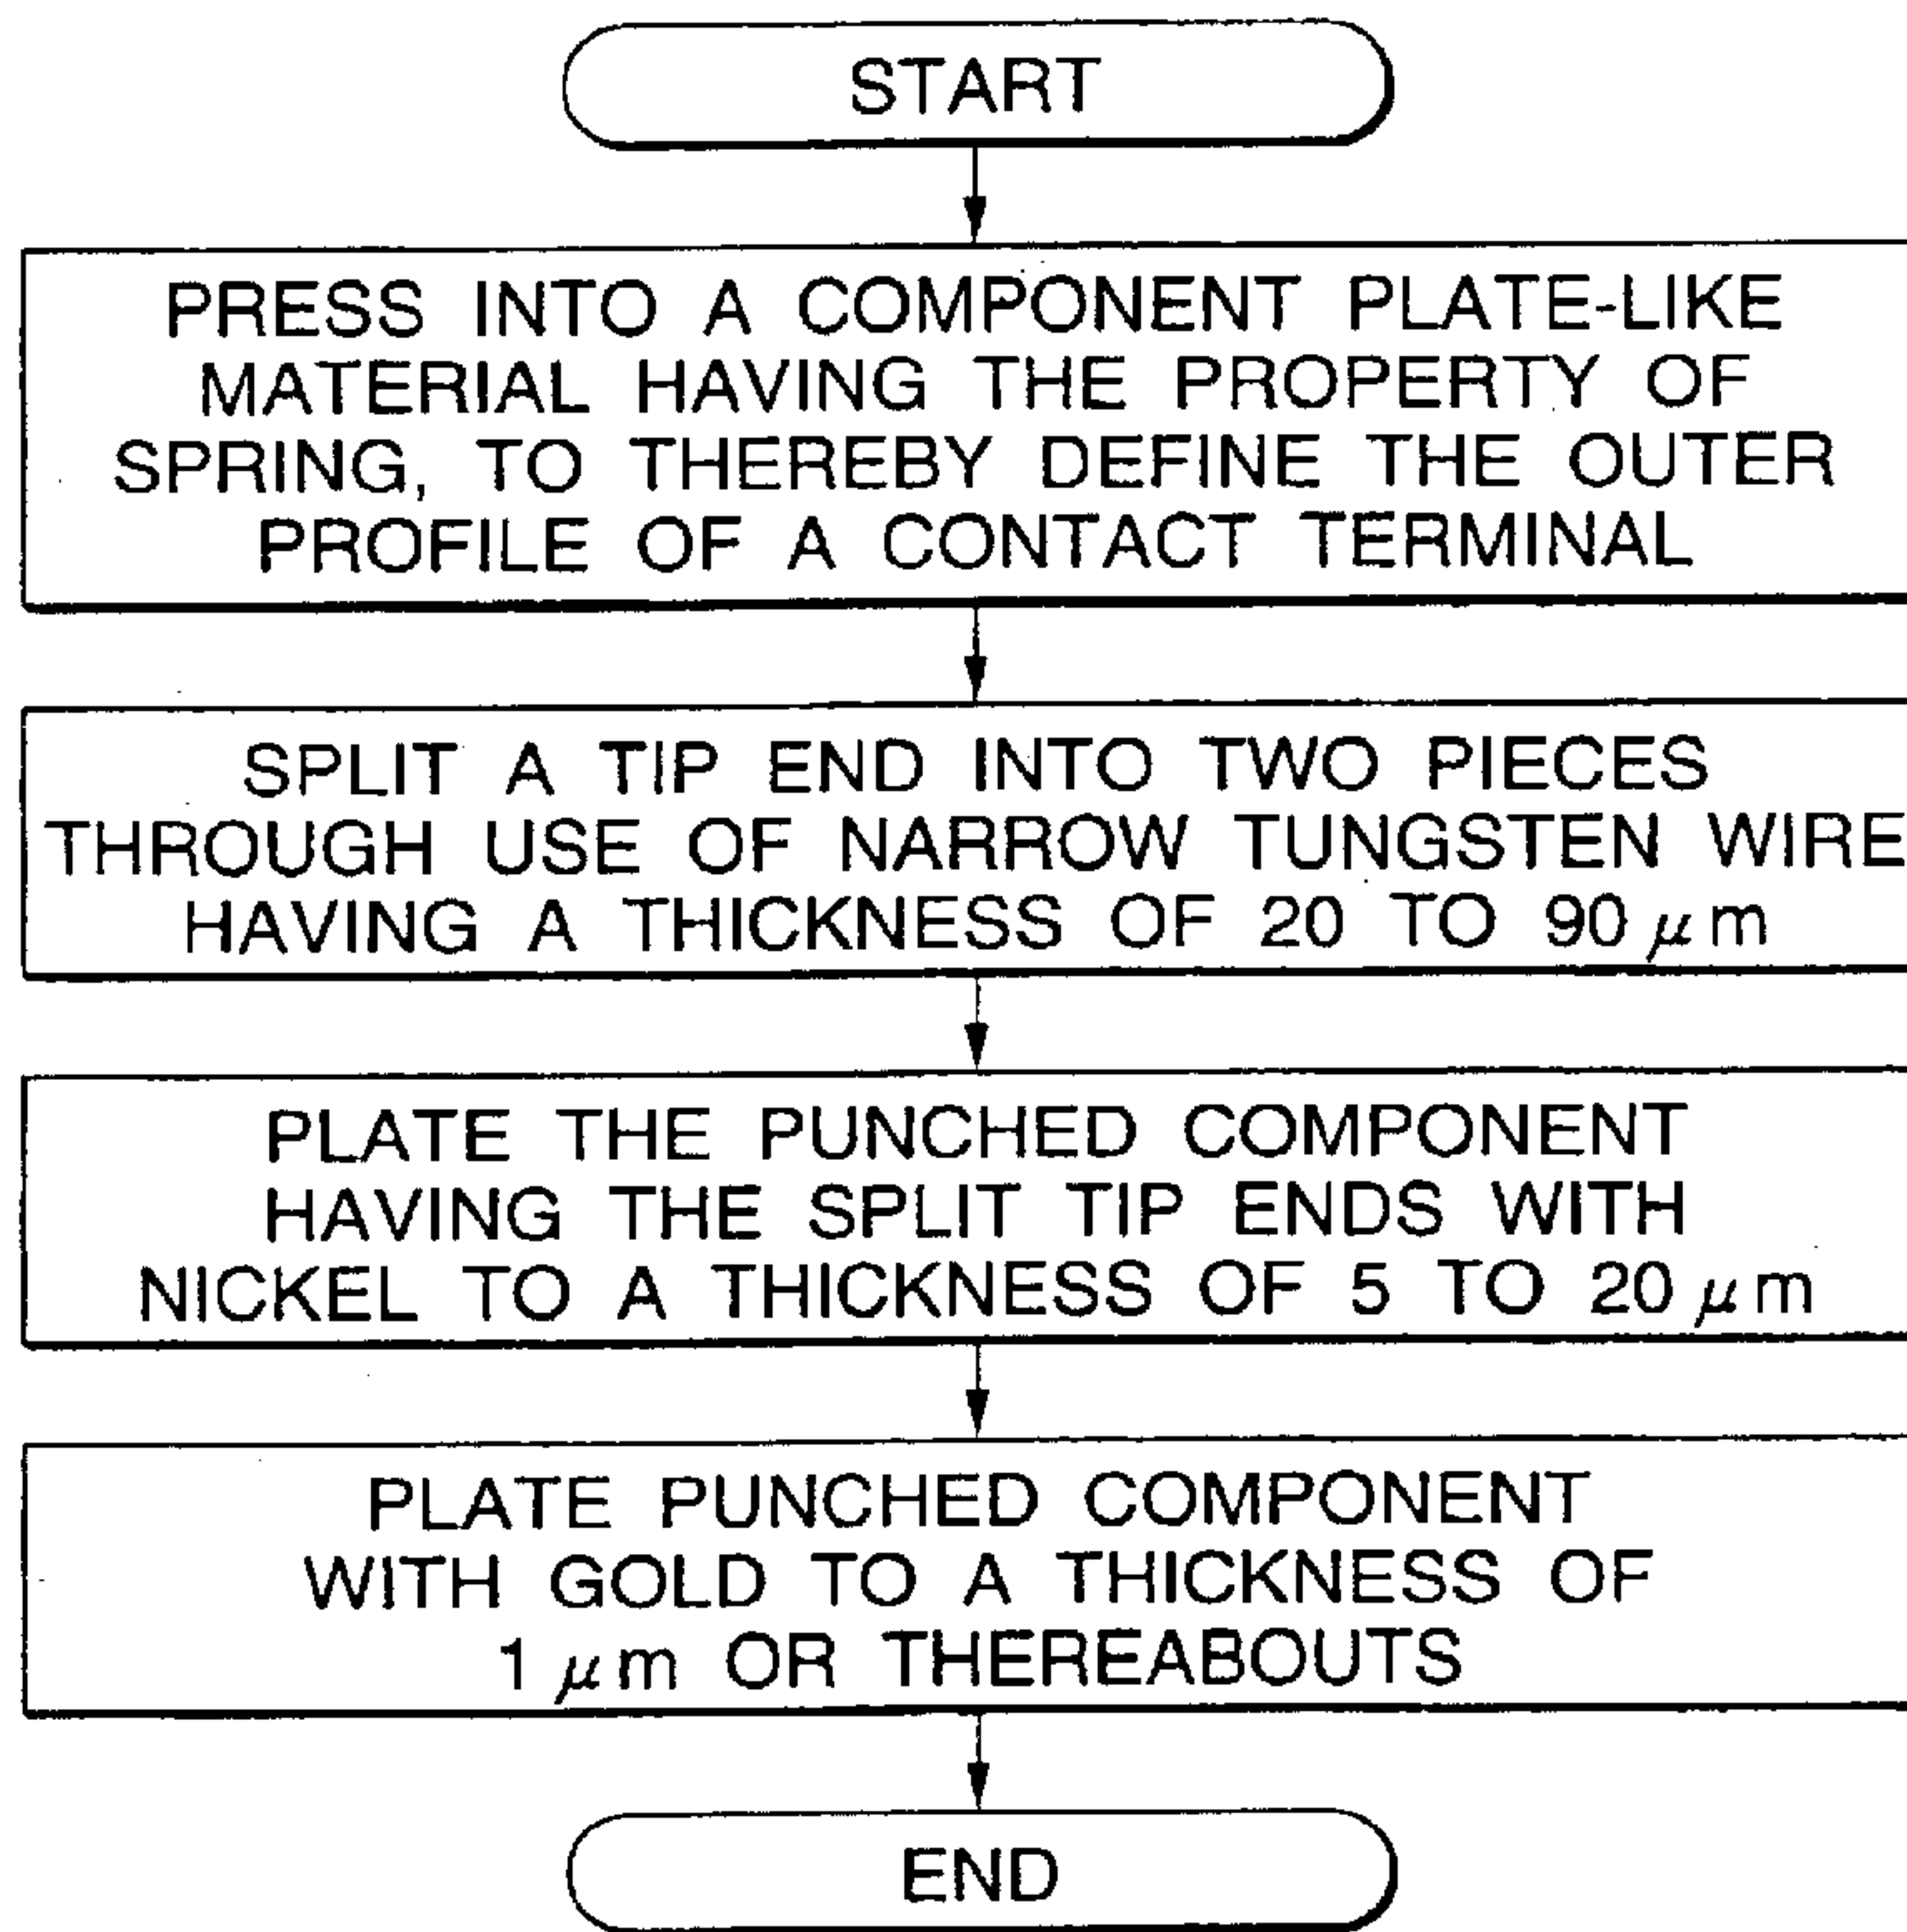 START
PRESS INTO A COMPONENT PLATE-LIKE
MATERIAL HAVING THE PROPERTY OF
SPRING, TO THEREBY DEFINE THE OUTER
PROFILE OF A CONTACT TERMINAL
SPLIT A TIP END INTO TWO PIECES
THROUGH USE OF NARROW TUNGSTEN WIRE
HAVING A THICKNESS OF 20 TO 90 μm
PLATE THE PUNCHED COMPONENT
HAVING THE SPLIT TIP ENDS WITH
NICKEL TO A THICKNESS OF 5 TO 20 μm
PLATE PUNCHED COMPONENT
WITH GOLD TO A THICKNESS OF
1 μm OR THEREABOUTS
END